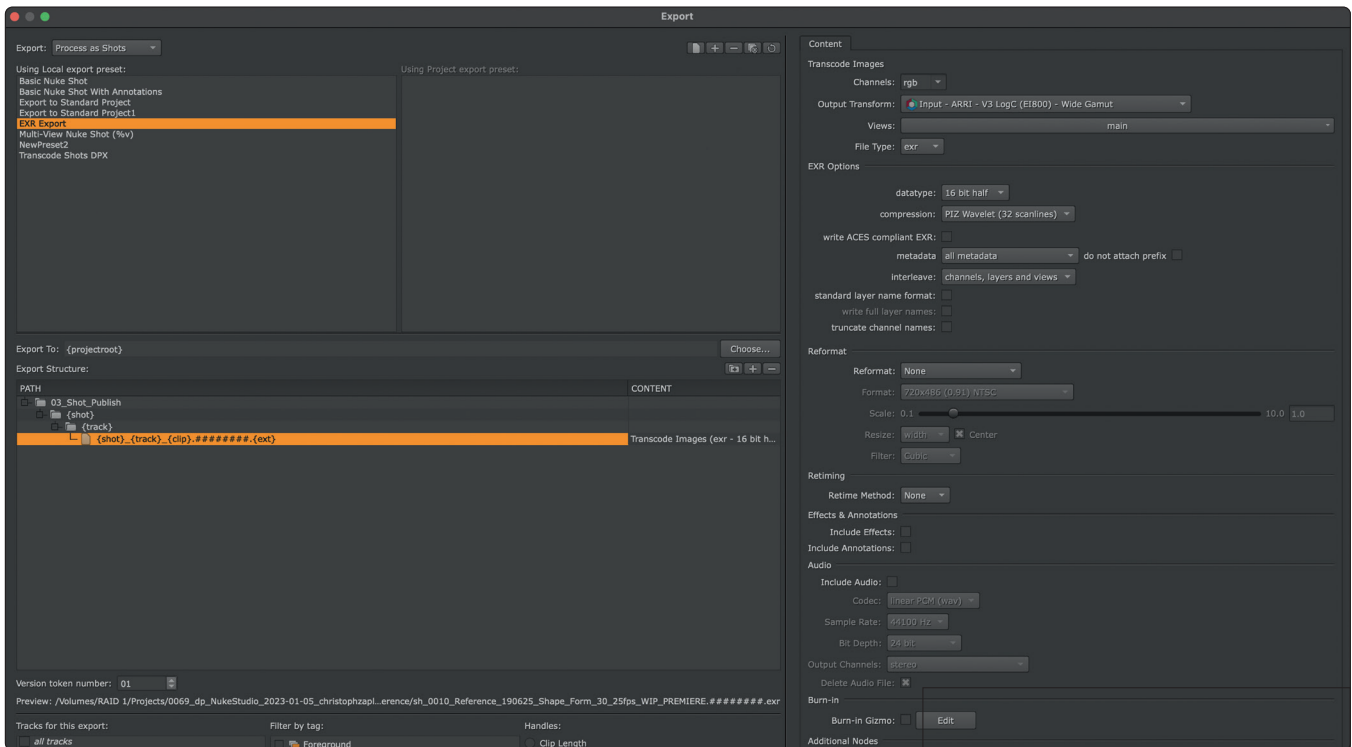 Export
Export: Process as Shots
Using Local export preset:
Using Project export preset:
Basic Nuke Shot
Basic Nuke Shot With Annotations
Export to Standard Project
Export to Standard Project1
EXR Export
Multi-View Nuke Shot (%v)
NewPreset2
Transcode Shots DPX
Export To: {projectroot}
Choose...
Export Structure:
PATH
CONTENT
03_Shot_Publish
{shot}
{track}
{shot}_{track}_{clip}.########.{ext}
Transcode Images (exr - 16 bit h...
Version token number: 01
Preview: /Volumes/RAID 1/Projects/0069_dp_NukeStudio_2023-01-05_christophzapl...erence/sh_0010_Reference_190625_Shape_Form_30_25fps_WIP_PREMIERE.########.exr
Tracks for this export:
Filter by tag:
Handles:
all tracks
Foreground
Clip Length
Content
Transcode Images
Channels: rgb
Output Transform: Input - ARRI - V3 LogC (EI800) - Wide Gamut
Views: main
File Type: exr
EXR Options
datatype: 16 bit half
compression: PIZ Wavelet (32 scanlines)
write ACES compliant EXR:
metadata all metadata do not attach prefix
interleave: channels, layers and views
standard layer name format:
write full layer names:
truncate channel names:
Reformat
Reformat: None
Format: 720x486 (0.91) NTSC
Scale: 0.1 10.0 1.0
Resize: width Center
Filter: Cubic
Retiming
Retime Method: None
Effects & Annotations
Include Effects:
Include Annotations:
Audio
Include Audio:
Codec: linear PCM (wav)
Sample Rate: 44100 Hz
Bit Depth: 24 bit
Output Channels: stereo
Delete Audio File:
Burn-in
Burn-in Gizmo: Edit
Additional Nodes